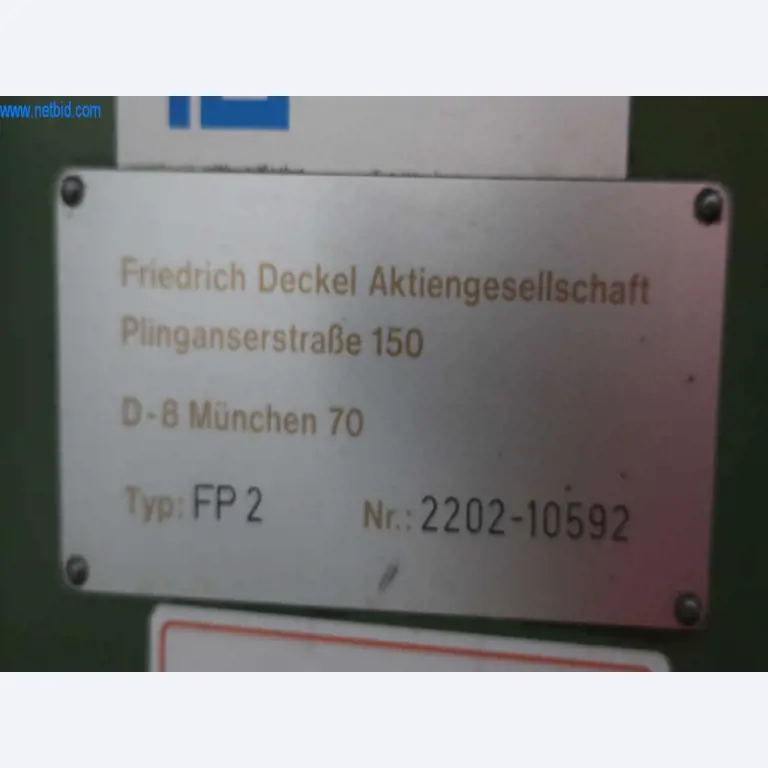 www.netbid.com
Friedrich Deckel Aktiengesellschaft
Plinganserstraße 150
D-8 München 70
Typ: FP 2 Nr.: 2202-10592